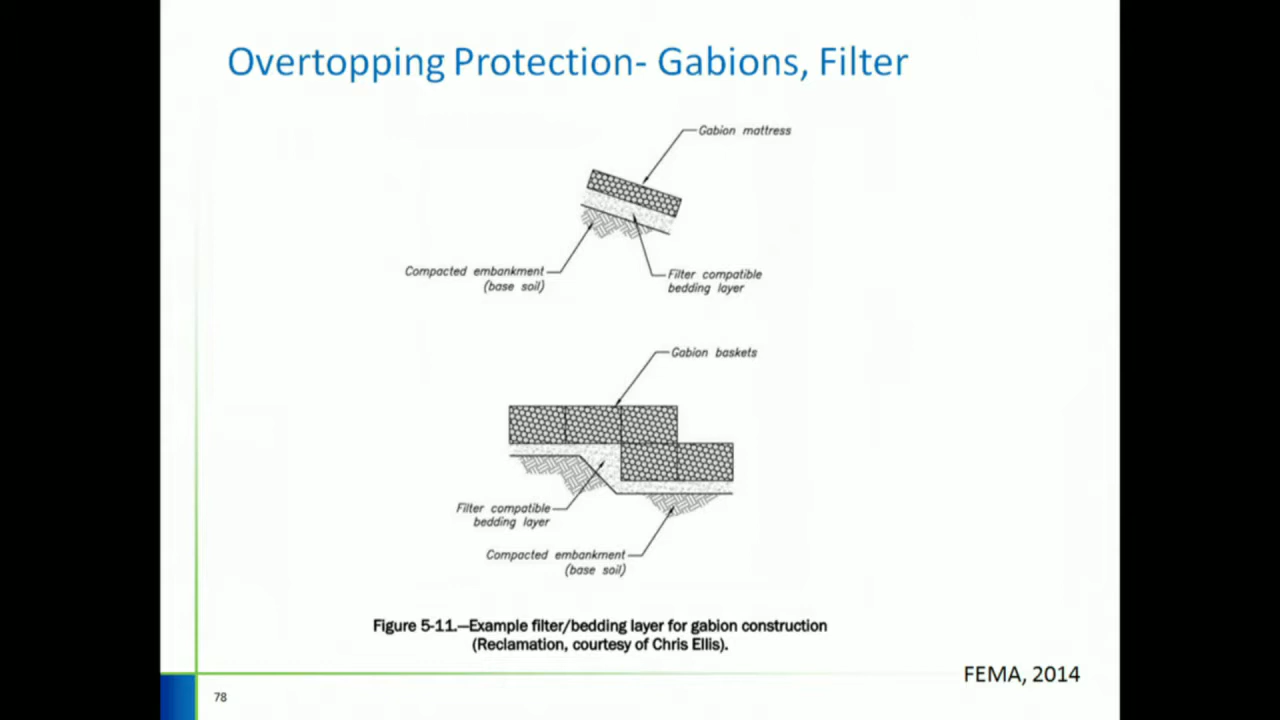 Overtopping Protection- Gabions, Filter
Gabion mattress
Compacted embankment
(base soil)
Filter compatible
bedding layer
Gabion baskets
Filter compatible
bedding layer
Compacted embankment
(base soil)
Figure 5-11.—Example filter/bedding layer for gabion construction
(Reclamation, courtesy of Chris Ellis).
FEMA, 2014
78